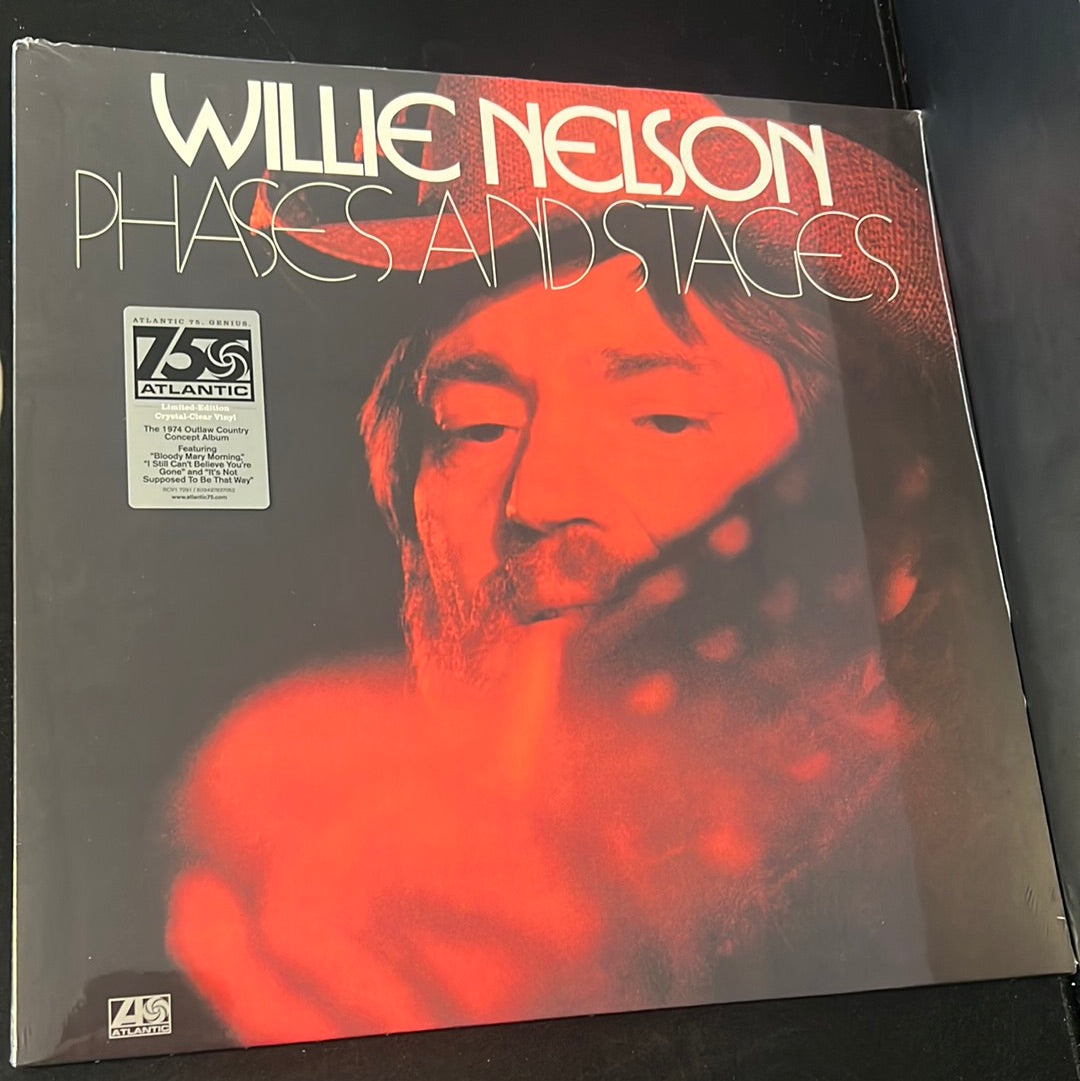 WILLIE NELSON
PHASES AND STAGES
ATLANTIC 75. GENIUS.
75
ATLANTIC
Limited-Edition
Crystal-Clear Vinyl
The 1974 Outlaw Country
Concept Album
Featuring
"Bloody Mary Morning,"
"I Still Can't Believe You're
Gone" and "It's Not
Supposed To Be That Way"
www.atlantic75.com
ATLANTIC